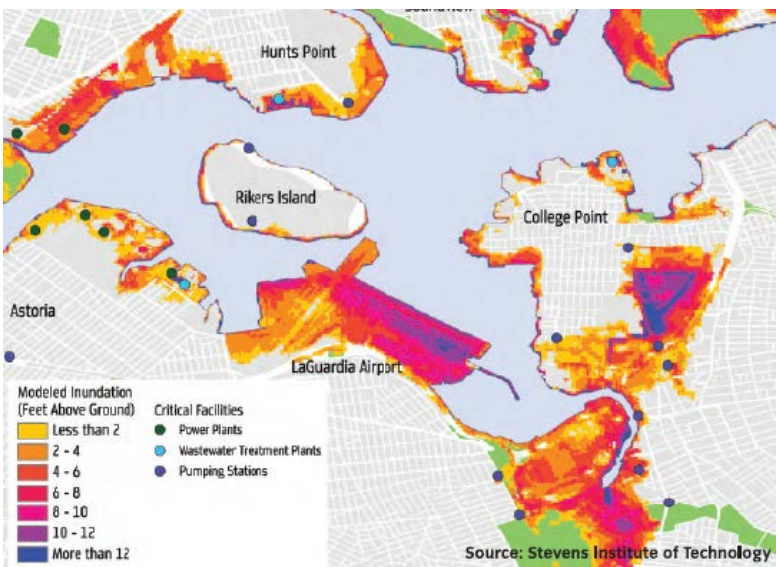 Hunts Point
Rikers Island
College Point
Astoria
LaGuardia Airport
Modeled Inundation
(Feet Above Ground)
Less than 2
2 - 4
4 - 6
6 - 8
8 - 10
10 - 12
More than 12
Critical Facilities
Power Plants
Wastewater Treatment Plants
Pumping Stations
Source: Stevens Institute of Technology